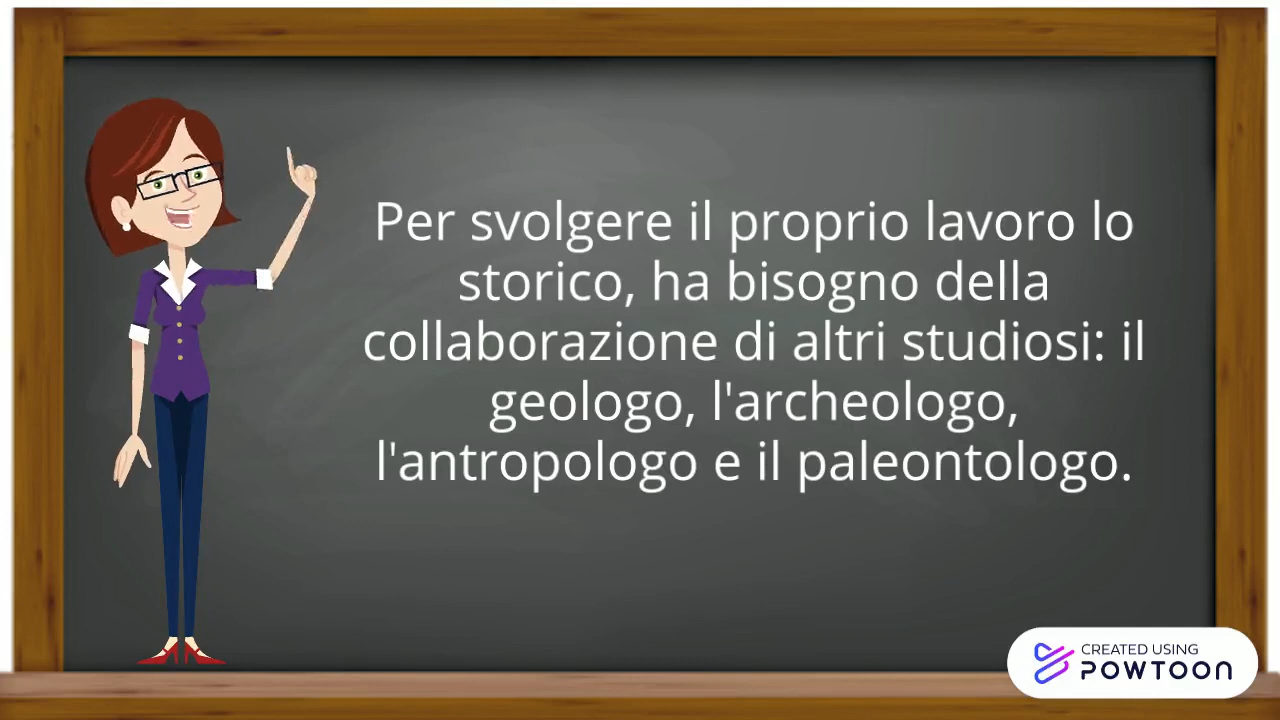 Per svolgere il proprio lavoro lo
storico, ha bisogno della
collaborazione di altri studiosi: il
geologo, l'archeologo,
l'antropologo e il paleontologo.
CREATED USING
POWTOON